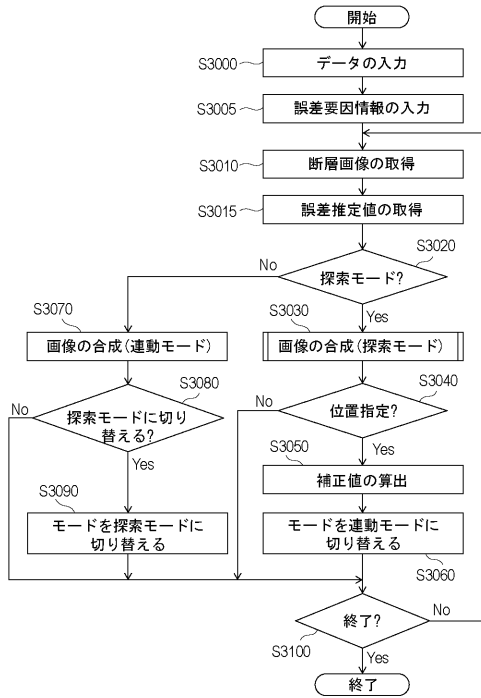 開始
S3000
データの入力
S3005
誤差要因情報の入力
S3010
断層画像の取得
S3015
誤差推定値の取得
S3020
探索モード?
No
Yes
S3070
画像の合成(連動モード)
S3030
画像の合成(探索モード)
S3080
探索モードに切り
替える?
No
Yes
S3040
位置指定?
No
Yes
S3050
補正値の算出
S3090
モードを探索モードに
切り替える
モードを連動モードに
切り替える
S3060
終了?
No
S3100
Yes
終了